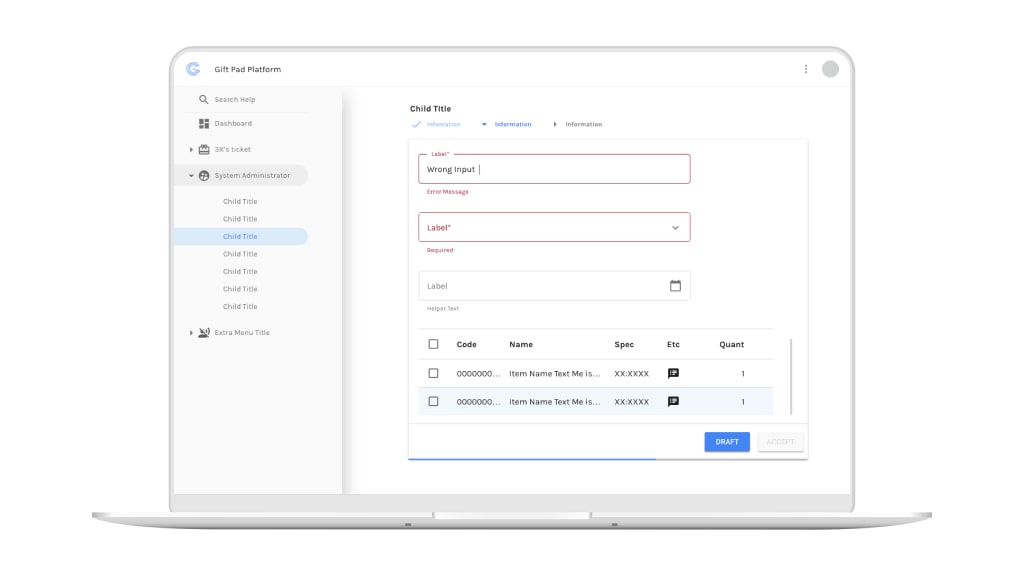 Gift Pad Platform
Search Help
Dashboard
3X's ticket
System Administrator
Child Title
Child Title
Child Title
Child Title
Child Title
Child Title
Child Title
Extra Menu Title
Child TItle
Infomation Information Information
Label*
Wrong Input
Error Message
Label*
Required
Label
Helper Text
Code Name Spec Etc Quant
0000000... Item Name Text Me is... XX:XXXX 1
0000000... Item Name Text Me is... XX:XXXX 1
DRAFT ACCEPT